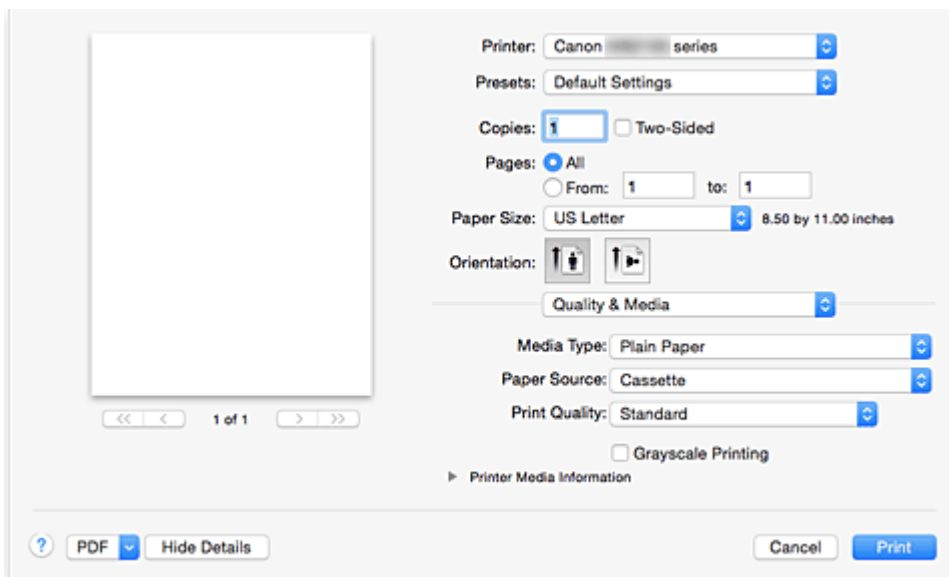 Printer: Canon series
Presets: Default Settings
Copies: 1 Two-Sided
Pages: All
From: 1 to: 1
Paper Size: US Letter 8.50 by 11.00 inches
Orientation:
Quality & Media
Media Type: Plain Paper
Paper Source: Cassette
1 of 1
Print Quality: Standard
Grayscale Printing
Printer Media Information
? PDF Hide Details Cancel Print